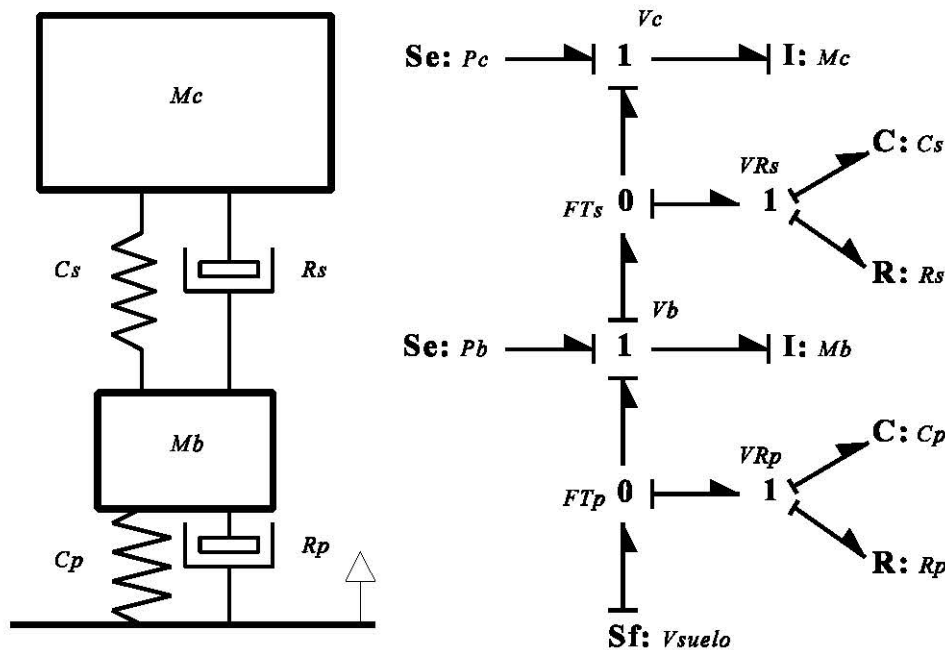 Mc
Cs
Rs
Mb
Cp
Rp
Vc
Se: Pc
1
I: Mc
C: Cs
VRs
FTs
0
1
R: Rs
Vb
Se: Pb
1
I: Mb
C: Cp
VRp
FTp
0
1
R: Rp
Sf: Vsuelo